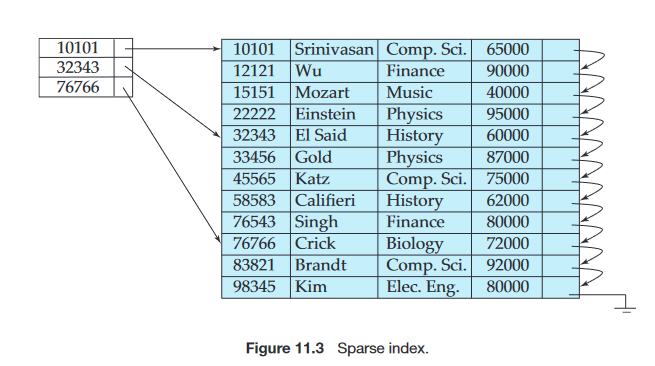 10101
32343
76766
10101 Srinivasan Comp. Sci. 65000
12121 Wu Finance 90000
15151 Mozart Music 40000
22222 Einstein Physics 95000
32343 El Said History 60000
33456 Gold Physics 87000
45565 Katz Comp. Sci. 75000
58583 Califieri History 62000
76543 Singh Finance 80000
76766 Crick Biology 72000
83821 Brandt Comp. Sci. 92000
98345 Kim Elec. Eng. 80000
Figure 11.3 Sparse index.